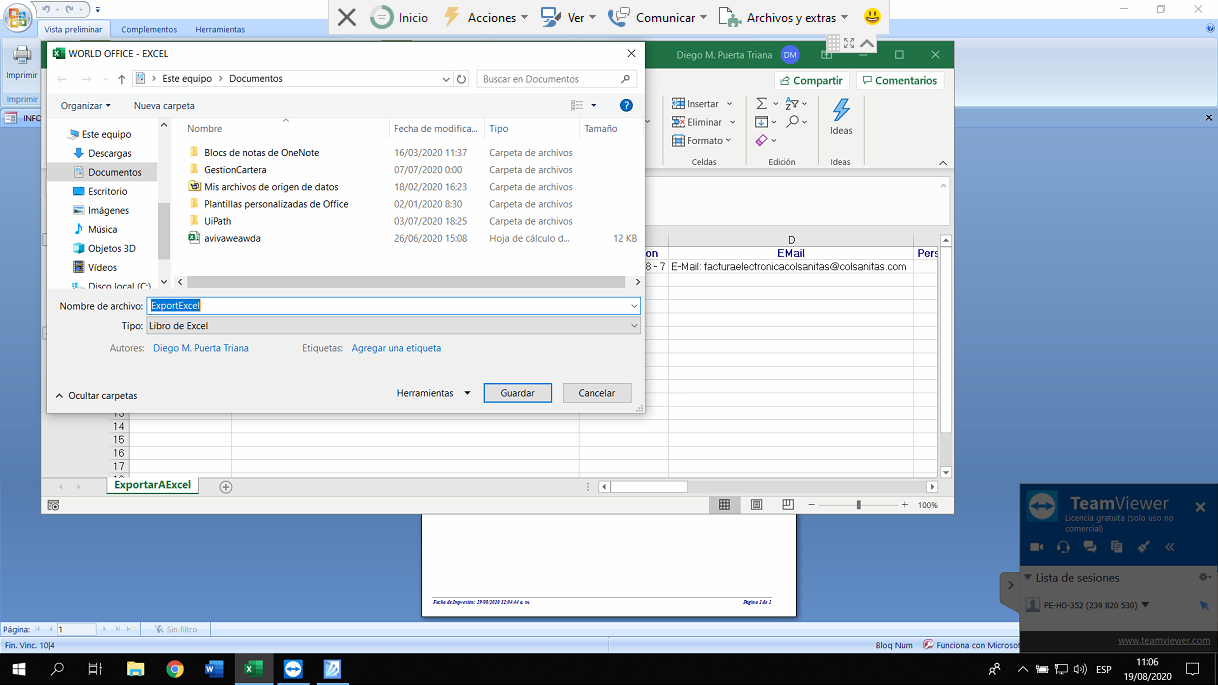 Inicio Acciones Ver Comunicar Archivos y extras
Vista preliminar Complementos Herramientas
Imprimir
Imprimir
INFO
WORLD OFFICE - EXCEL
Este equipo > Documentos
Buscar en Documentos
Organizar Nueva carpeta
Este equipo
Descargas
Documentos
Escritorio
Imágenes
Música
Objetos 3D
Vídeos
Disco local (C:)
Nombre Fecha de modifica... Tipo Tamaño
Blocs de notas de OneNote 16/03/2020 11:37 Carpeta de archivos
GestionCartera 07/07/2020 0:00 Carpeta de archivos
Mis archivos de origen de datos 18/02/2020 16:23 Carpeta de archivos
Plantillas personalizadas de Office 02/01/2020 8:30 Carpeta de archivos
UiPath 03/07/2020 18:25 Carpeta de archivos
avivaweawda 26/06/2020 15:08 Hoja de cálculo d... 12 KB
Nombre de archivo: ExportExcel
Tipo: Libro de Excel
Autores: Diego M. Puerta Triana Etiquetas: Agregar una etiqueta
Ocultar carpetas Herramientas Guardar Cancelar
Diego M. Puerta Triana DM
Compartir Comentarios
Insertar
Eliminar
Formato
Celdas
Edición
Ideas
Ideas
D
on EMail Pers
8 - 7 E-Mail: facturaelectronicacolsanitas@colsanitas.com
13
14
15
16
17
ExportarAExcel
100%
Fecha de Impresión: 19/08/2020 12:04:44 a. m. Página 1 de 1
TeamViewer
Licencia gratuita (solo uso no
comercial)
Lista de sesiones
PE-HO-352 (239 820 530)
www.teamviewer.com
Página: 1 Sin filtro
Fin. Vinc. 10|4 Bloq Num Funciona con Microsof
ESP
11:06
19/08/2020